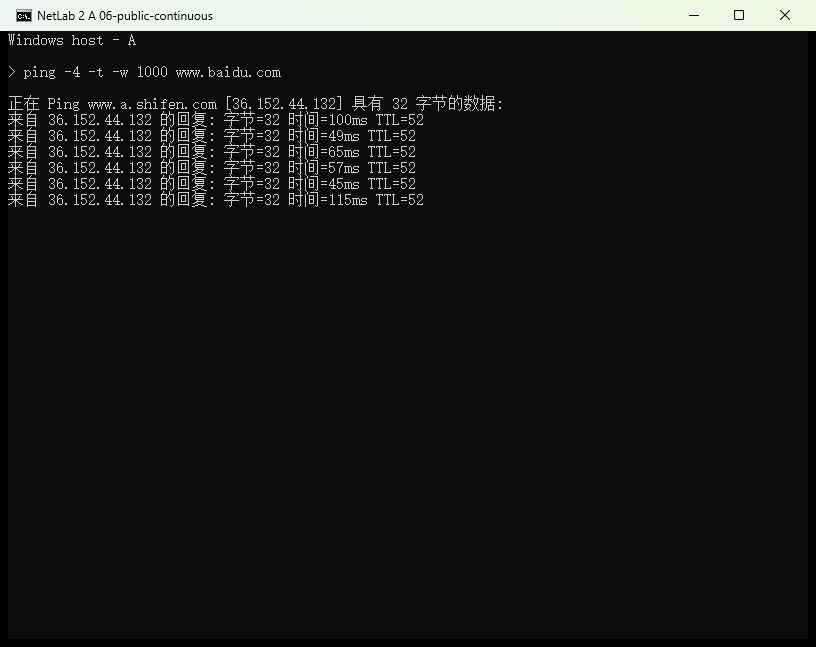 NetLab 2 A 06-public-continuous
Windows host - A
> ping -4 -t -w 1000 www.baidu.com
正在 Ping www.a.shifen.com [36.152.44.132] 具有 32 字节的数据:
来自 36.152.44.132 的回复: 字节=32 时间=100ms TTL=52
来自 36.152.44.132 的回复: 字节=32 时间=49ms TTL=52
来自 36.152.44.132 的回复: 字节=32 时间=65ms TTL=52
来自 36.152.44.132 的回复: 字节=32 时间=57ms TTL=52
来自 36.152.44.132 的回复: 字节=32 时间=45ms TTL=52
来自 36.152.44.132 的回复: 字节=32 时间=115ms TTL=52